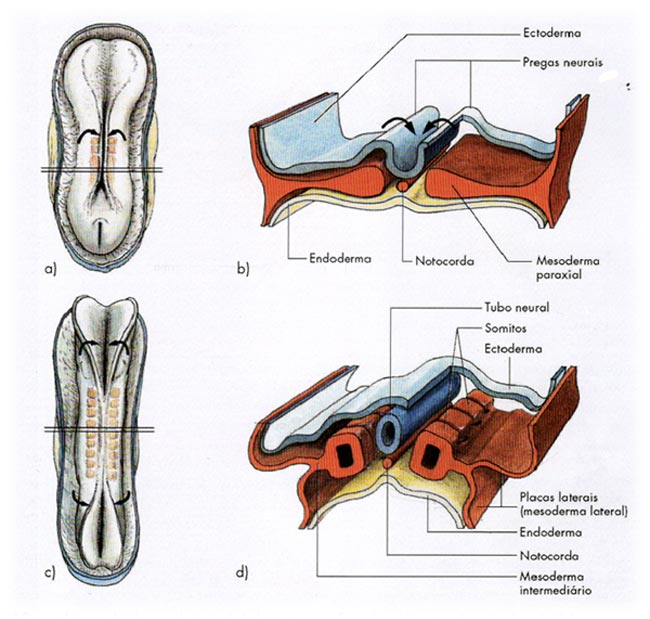 Ectoderma
Pregas neurais
a)
b)
Endoderma
Notocorda
Mesoderma
paraxial
Tubo neural
Somitos
Ectoderma
Placas laterais
(mesoderma lateral)
Endoderma
Notocorda
c)
d)
Mesoderma
intermediário